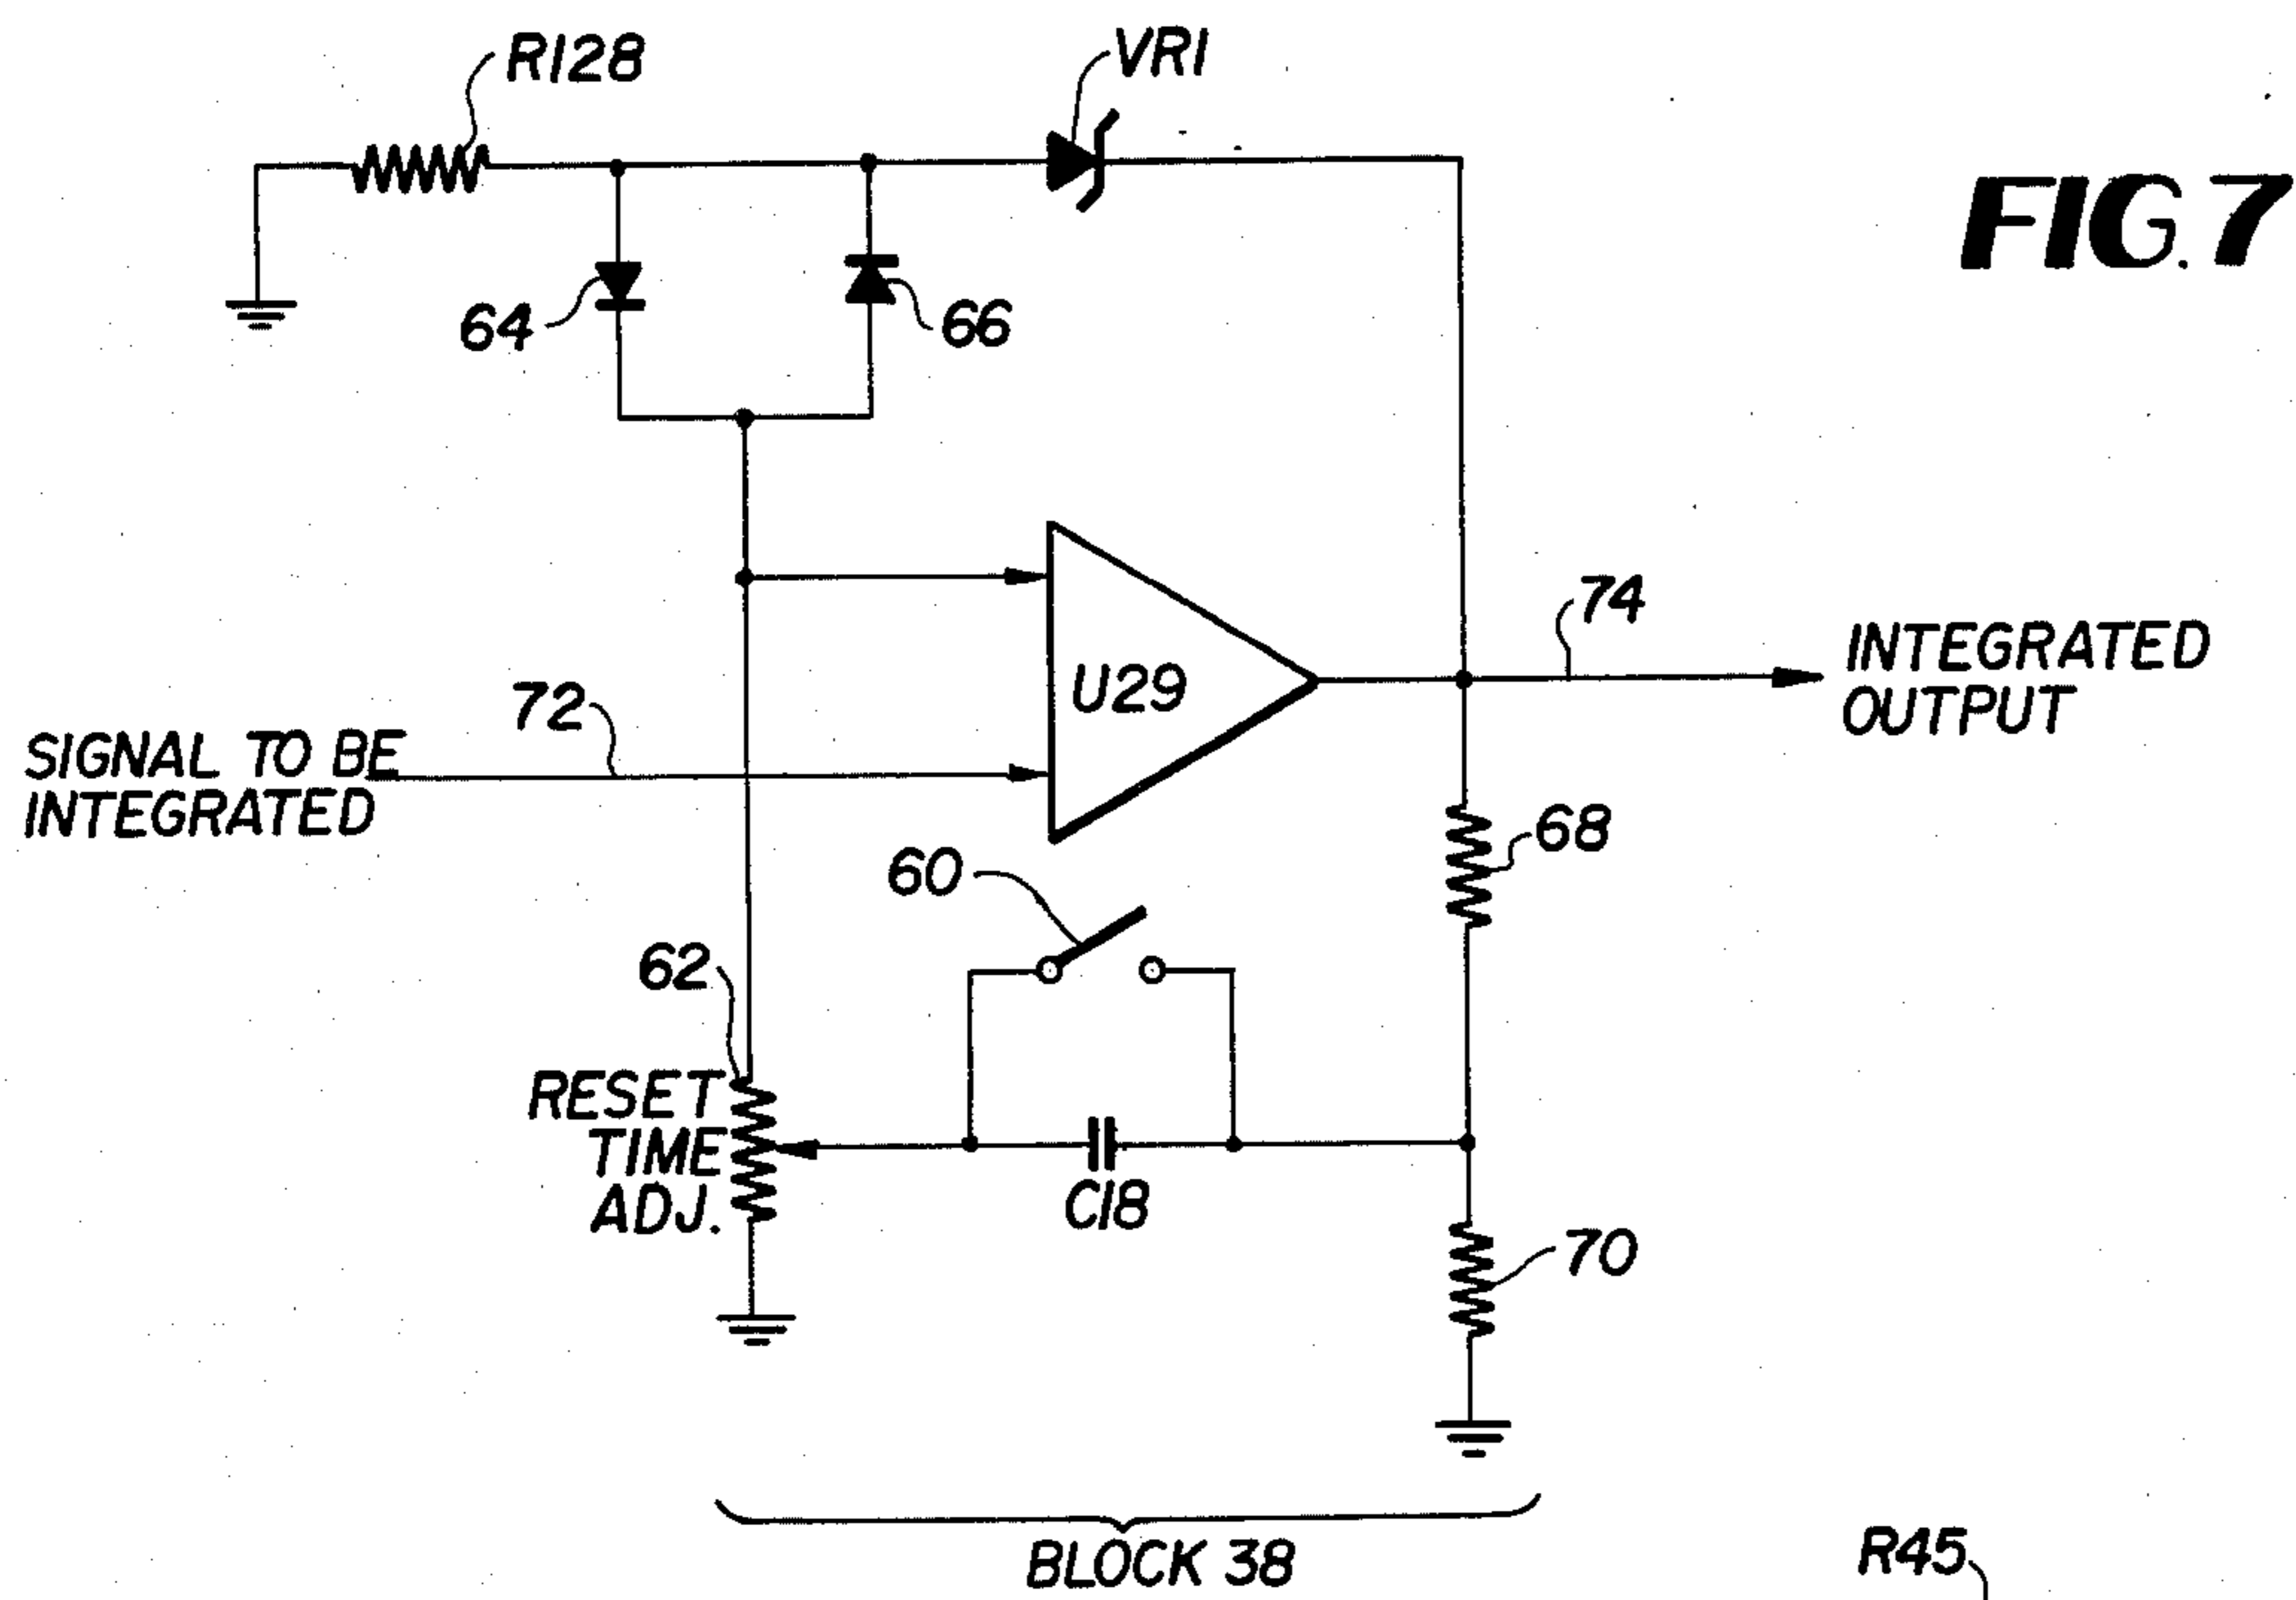 R128
VR1
FIG. 7
64
66
74
INTEGRATED
OUTPUT
72
U29
SIGNAL TO BE
INTEGRATED
68
60
62
RESET
TIME
ADJ.
C18
70
BLOCK 38
R45